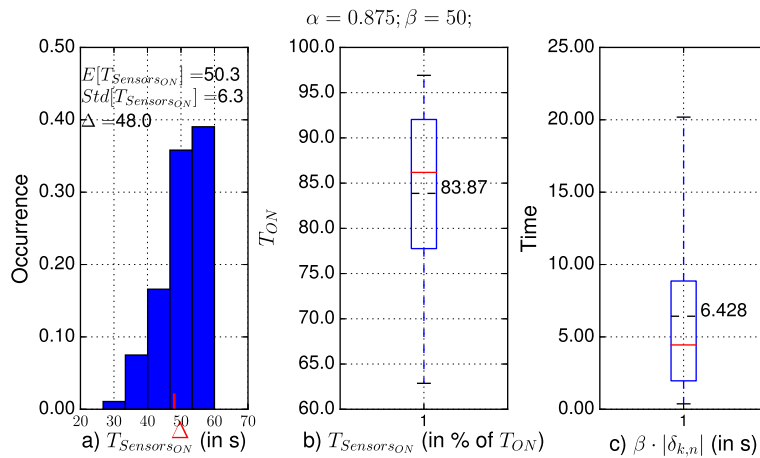 α = 0.875; β = 50;
0.50
0.40
0.30
0.20
0.10
0.00
Occurrence
E[T_{Sensors_{ON}}] =50.3
Std[T_{Sensors_{ON}}] =6.3
Δ =48.0
20 30 40 50 60 70
Δ
a) T_{Sensors_{ON}} (in s)
100.0
95.0
90.0
85.0
80.0
75.0
70.0
65.0
60.0
T_{ON}
83.87
1
b) T_{Sensors_{ON}} (in % of T_{ON})
25.00
20.00
15.00
10.00
5.00
0.00
Time
6.428
1
c) β · |δ_{k,n}| (in s)